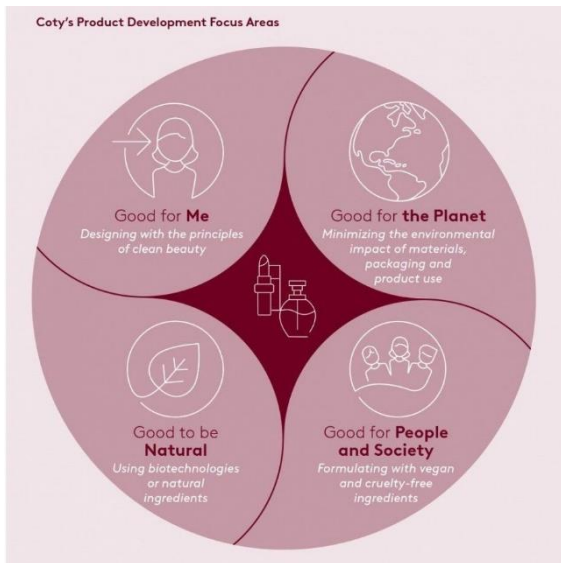 Coty's Product Development Focus Areas
Good for Me
Designing with the principles
of clean beauty
Good for the Planet
Minimizing the environmental
impact of materials,
packaging and
product use
Good to be
Natural
Using biotechnologies
or natural
ingredients
Good for People
and Society
Formulating with vegan
and cruelty-free
ingredients